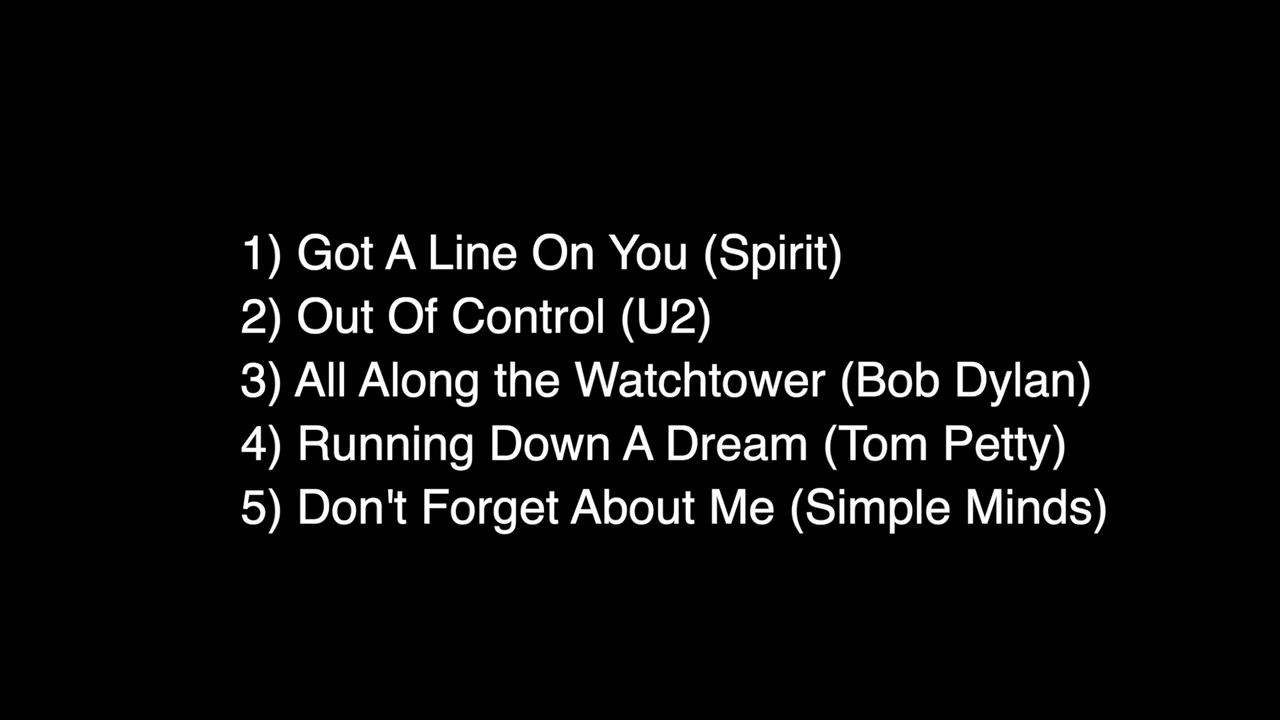 1) Got A Line On You (Spirit)
2) Out Of Control (U2)
3) All Along the Watchtower (Bob Dylan)
4) Running Down A Dream (Tom Petty)
5) Don't Forget About Me (Simple Minds)